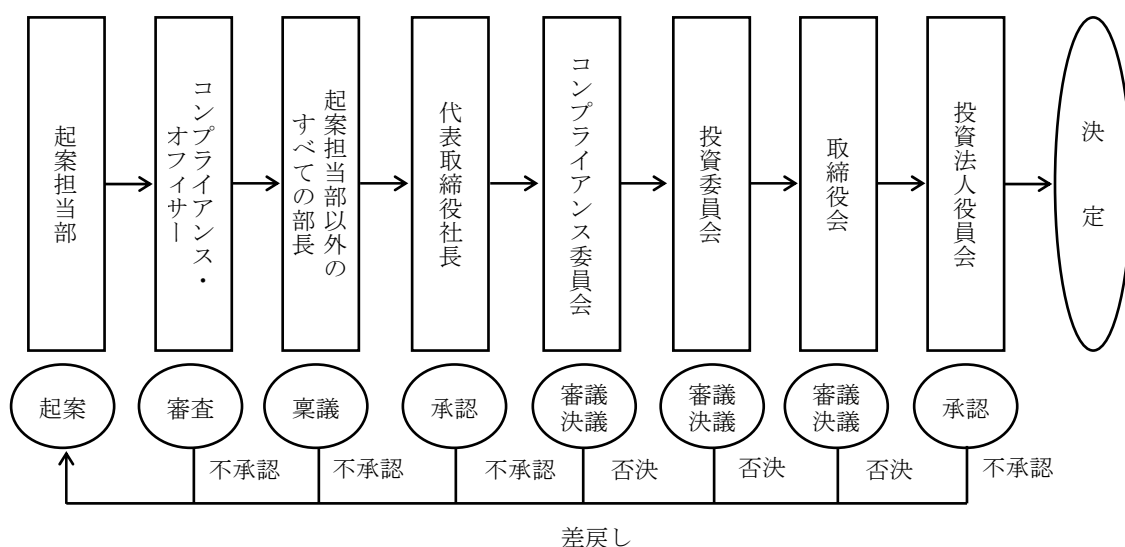 起案担当部
コンプライアンス・
オフィサー
起案担当部以外の
すべての部長
代表取締役社長
コンプライアンス委員会
投資委員会
取締役会
投資法人役員会
決定
起案
審査
稟議
承認
審議
決議
審議
決議
審議
決議
承認
不承認
不承認
不承認
否決
否決
否決
不承認
差戻し